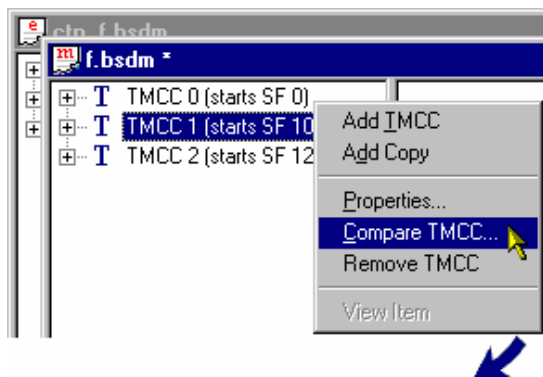 e ctp_f.bsdm
m f.bsdm *
T TMCC 0 (starts SF 0)
T TMCC 1 (starts SF 10
T TMCC 2 (starts SF 12
Add TMCC
Add Copy
Properties...
Compare TMCC...
Remove TMCC
View Item